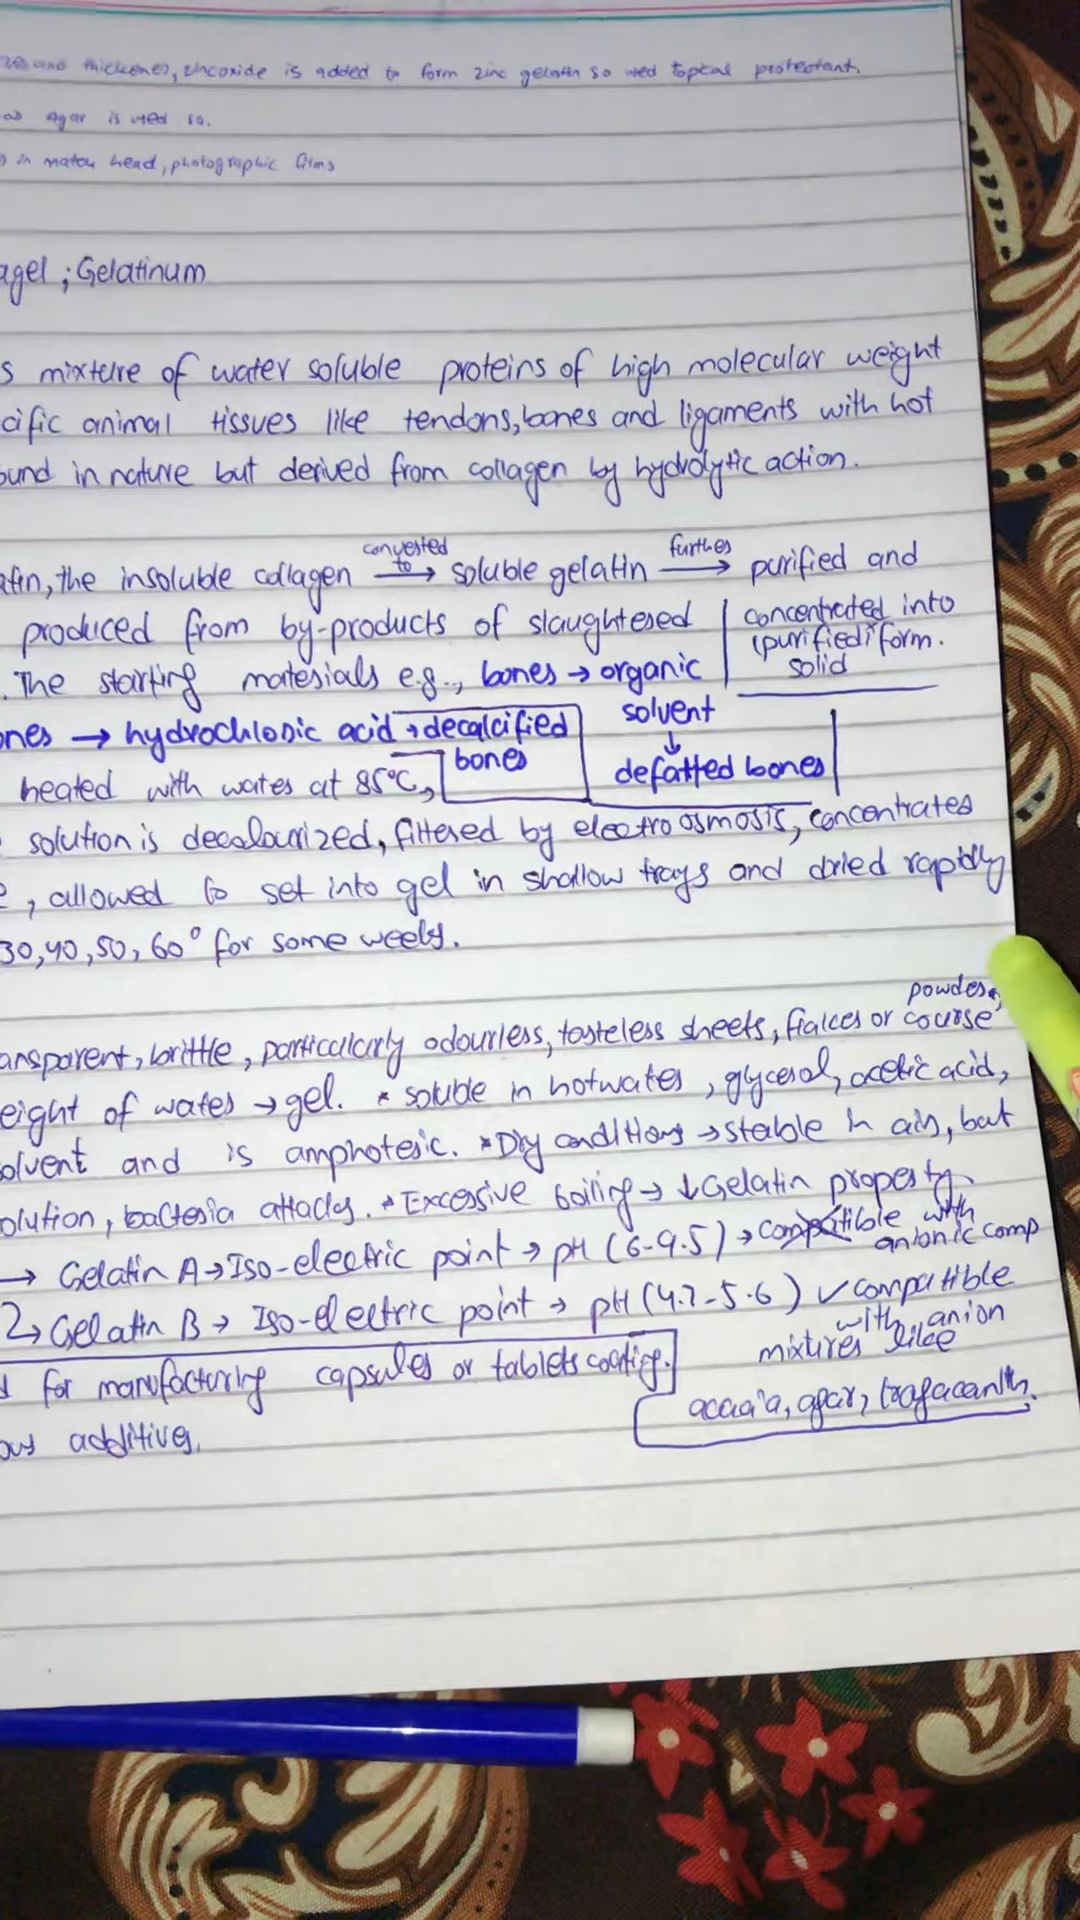 thickener, zincoxide is added to form zinc gelatin so used topical protectant
agar is used so.
in match head, photographic films
agel ; Gelatinum
s mixture of water soluble proteins of high molecular weight
cific animal tissues like tendons, bones and ligaments with hot
ound in nature but derived from collagen by hydrolytic action.
atin, the insoluble collagen converted to → soluble gelatin further → purified and
produced from by-products of slaughtered | concentrated into
(purified) form.
. The starting materials e.g., bones → organic | solid
ones → hydrochloric acid → decalcified bones
solvent
↓
defatted bones
heated with water at 85°C,
solution is decolourized, filtered by electro osmosis, concentrates
e, allowed to set into gel in shallow trays and dried rapidly
30, 40, 50, 60° for some weeks.
powder,
ansparent, brittle, particularly odourless, tasteless sheets, flakes or course
eight of water → gel. * soluble in hotwater, glycerol, acetic acid,
olvent and is amphoteric. * Dry conditions → stable in air, but
olution, bacteria attacks. * Excessive boiling → ↓ Gelatin property.
→ Gelatin A → Iso-electric point → pH (6-9.5) → compatible with
anionic comp
2 → Gelatin B → Iso-electric point → pH (4.7-5.6) ✓ compatible
with anion
mixtires like
d for manufacturing capsules or tablets coating.
acacia, agar, tragacanth.
ous additives.